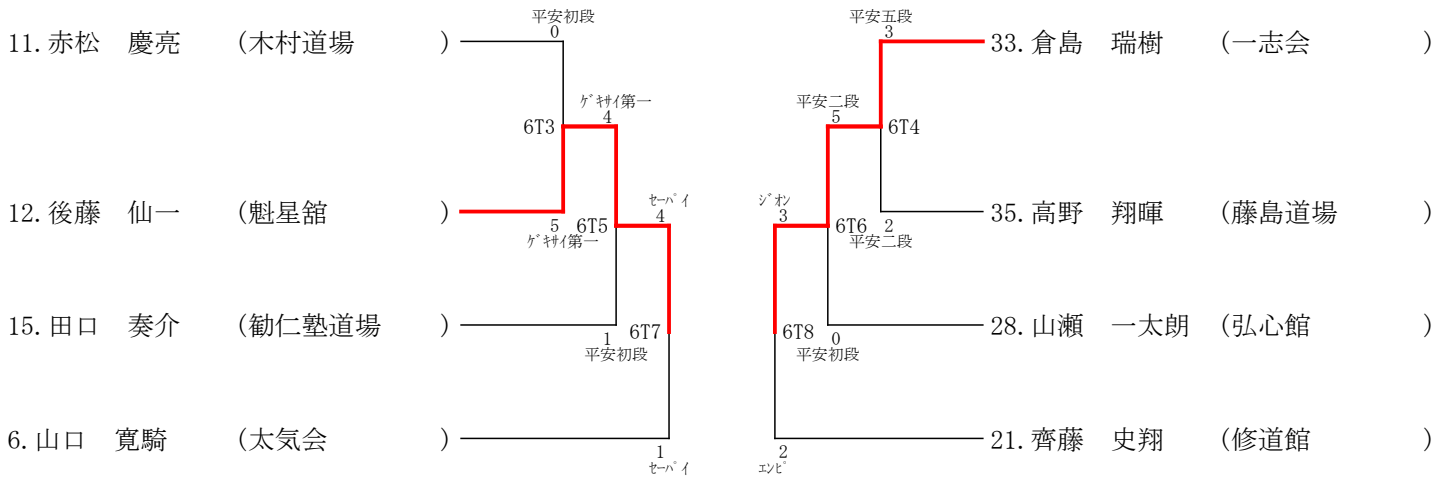 平安初段 平安五段
0 3
11. 赤松 慶亮 (木村道場 ) 33. 倉島 瑞樹 (一志会 )
ｹﾞｷｻｲ第一 平安二段
4 5
6T3 6T4
12. 後藤 仙一 (魁星舘 ) ｾｰﾊﾟｲ ｼﾞｵﾝ 35. 高野 翔暉 (藤島道場 )
5 6T5 4 3 6T6 2
ｹﾞｷｻｲ第一 平安二段
15. 田口 奏介 (勧仁塾道場 ) 28. 山瀬 一太朗 (弘心館 )
1 6T7 6T8 0
平安初段 平安初段
6. 山口 寛騎 (太気会 ) 21. 齊藤 史翔 (修道館 )
1 2
ｾｰﾊﾟｲ ｴﾝﾋﾟ